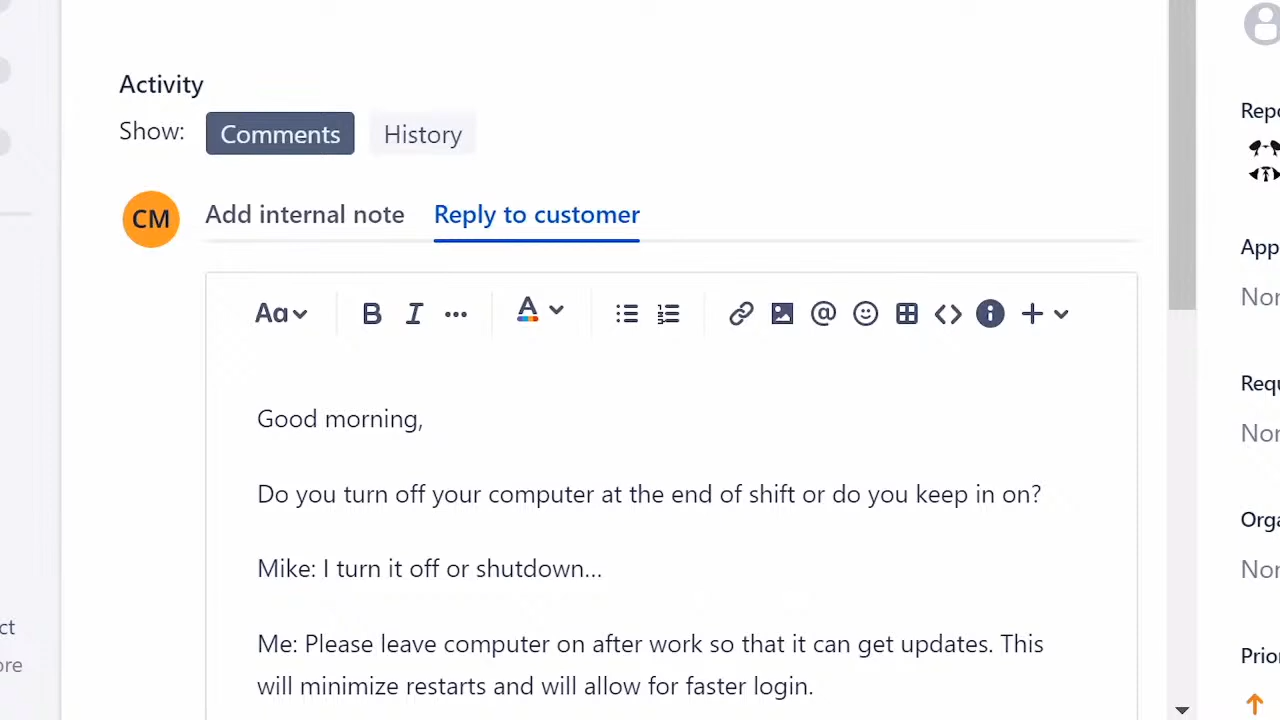 Activity
Show: Comments History
CM Add internal note Reply to customer
Aa B I
Good morning,
Do you turn off your computer at the end of shift or do you keep in on?
Mike: I turn it off or shutdown...
Me: Please leave computer on after work so that it can get updates. This
will minimize restarts and will allow for faster login.